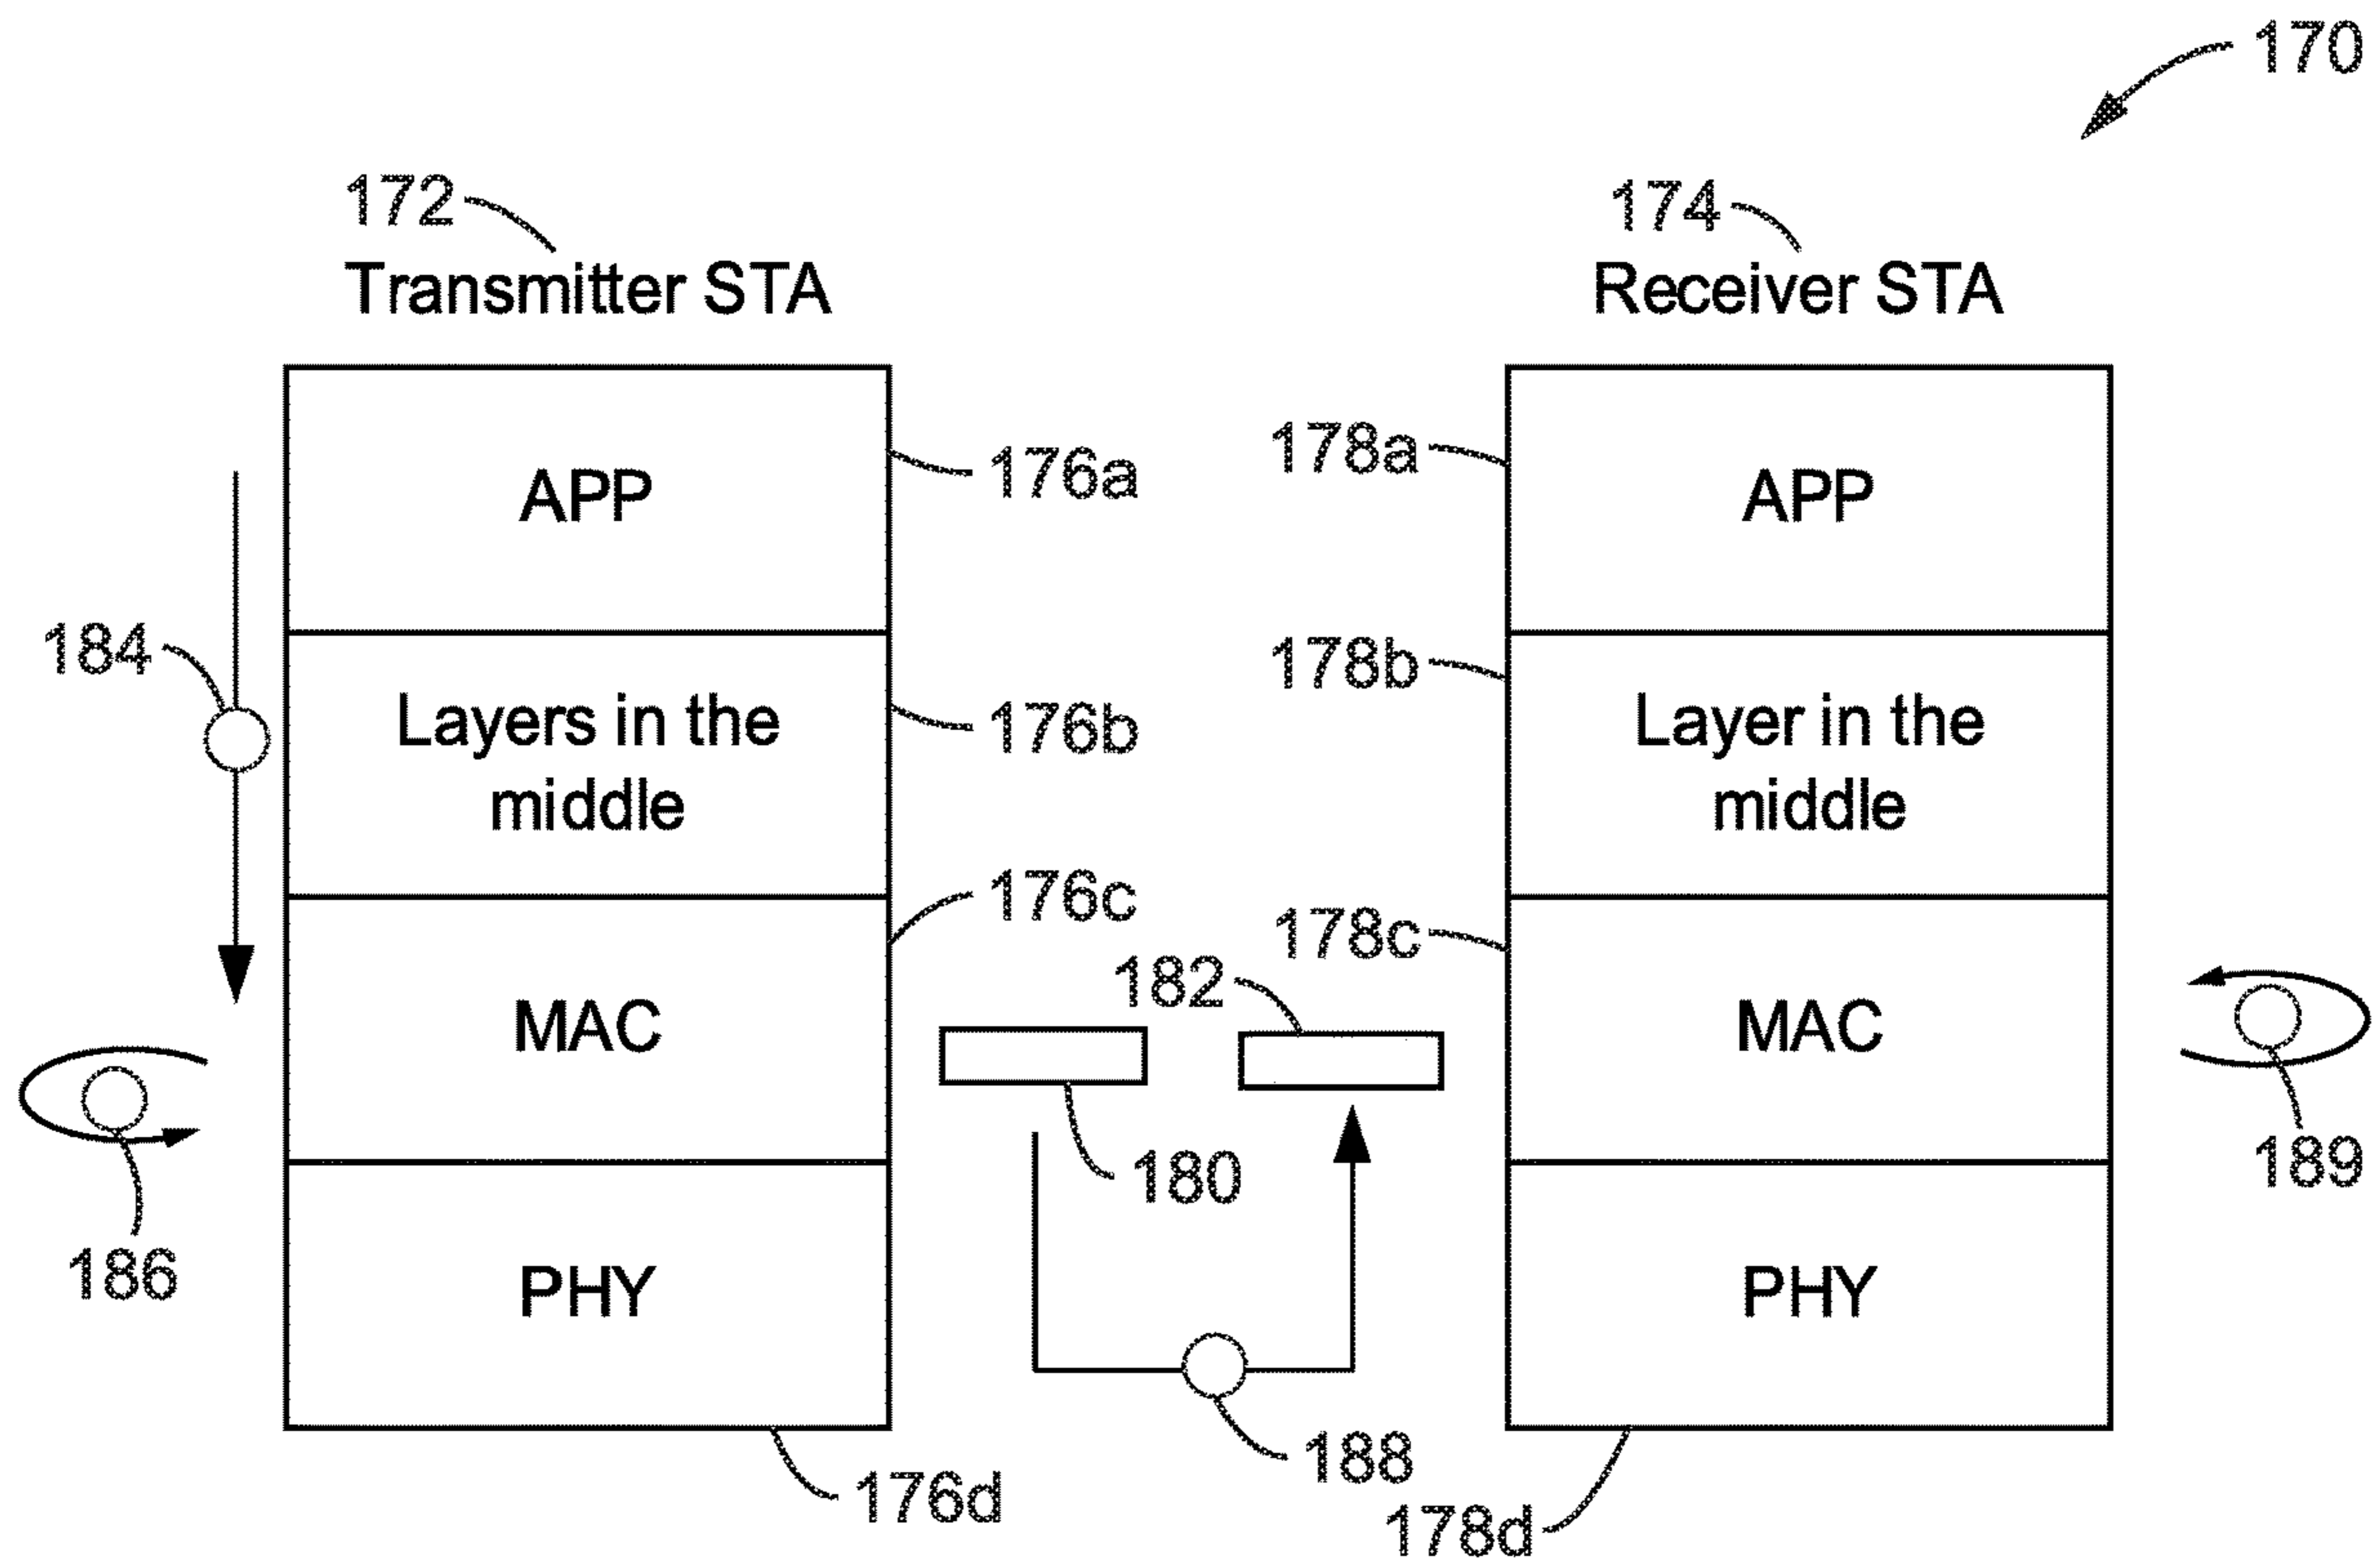 170
172
174
Transmitter STA
Receiver STA
APP
176a
178a
APP
184
Layers in the
middle
176b
178b
Layer in the
middle
176c
178c
182
MAC
MAC
180
189
186
PHY
PHY
188
176d
178d